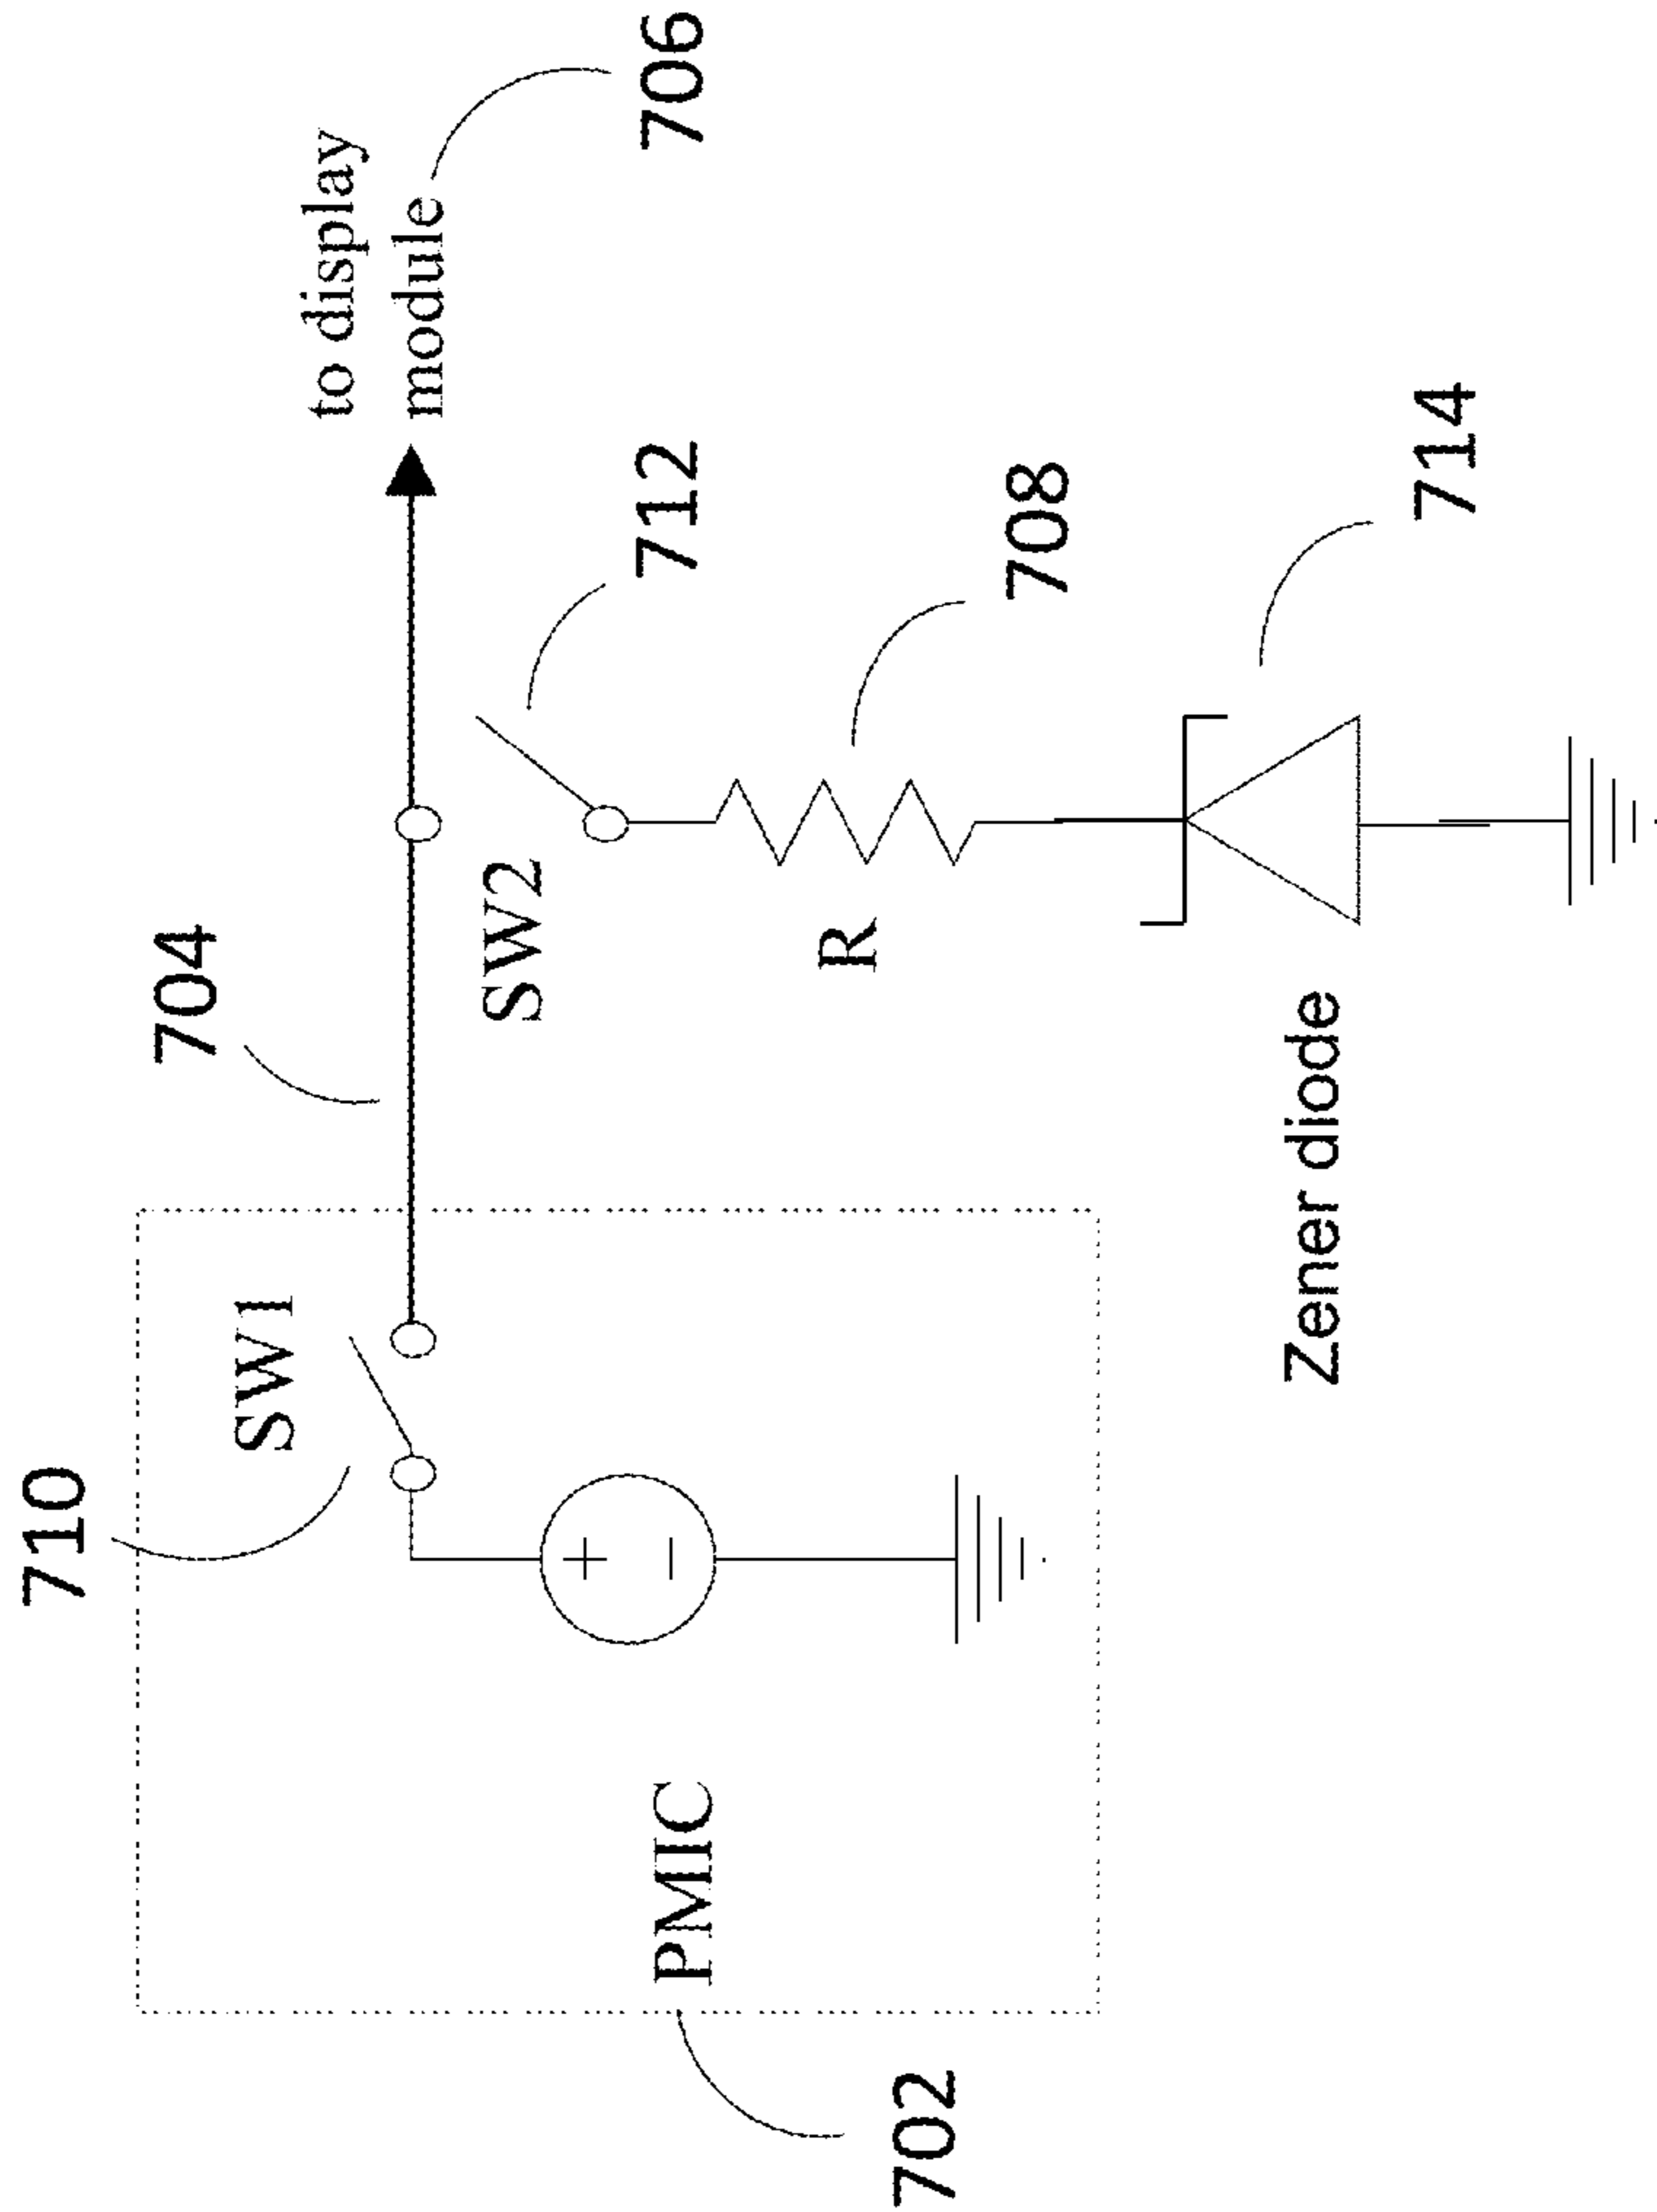 710
SW1
704
to display
module
706
SW2
712
PMIC
702
R
708
Zener diode
714
+
−